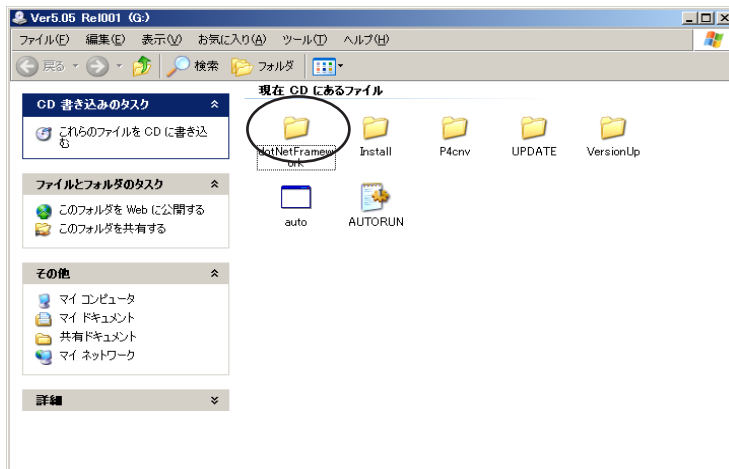 Ver5.05 Rel001 (G:)
ファイル(F) 編集(E) 表示(V) お気に入り(A) ツール(T) ヘルプ(H)
戻る 検索 フォルダ
現在 CD にあるファイル
CD 書き込みのタスク
これらのファイルを CD に書き込
む
dotNetFramew
ork
Install
P4cnv
UPDATE
VersionUp
ファイルとフォルダのタスク
このフォルダを Web に公開する
このフォルダを共有する
auto
AUTORUN
その他
マイ コンピュータ
マイ ドキュメント
共有ドキュメント
マイ ネットワーク
詳細